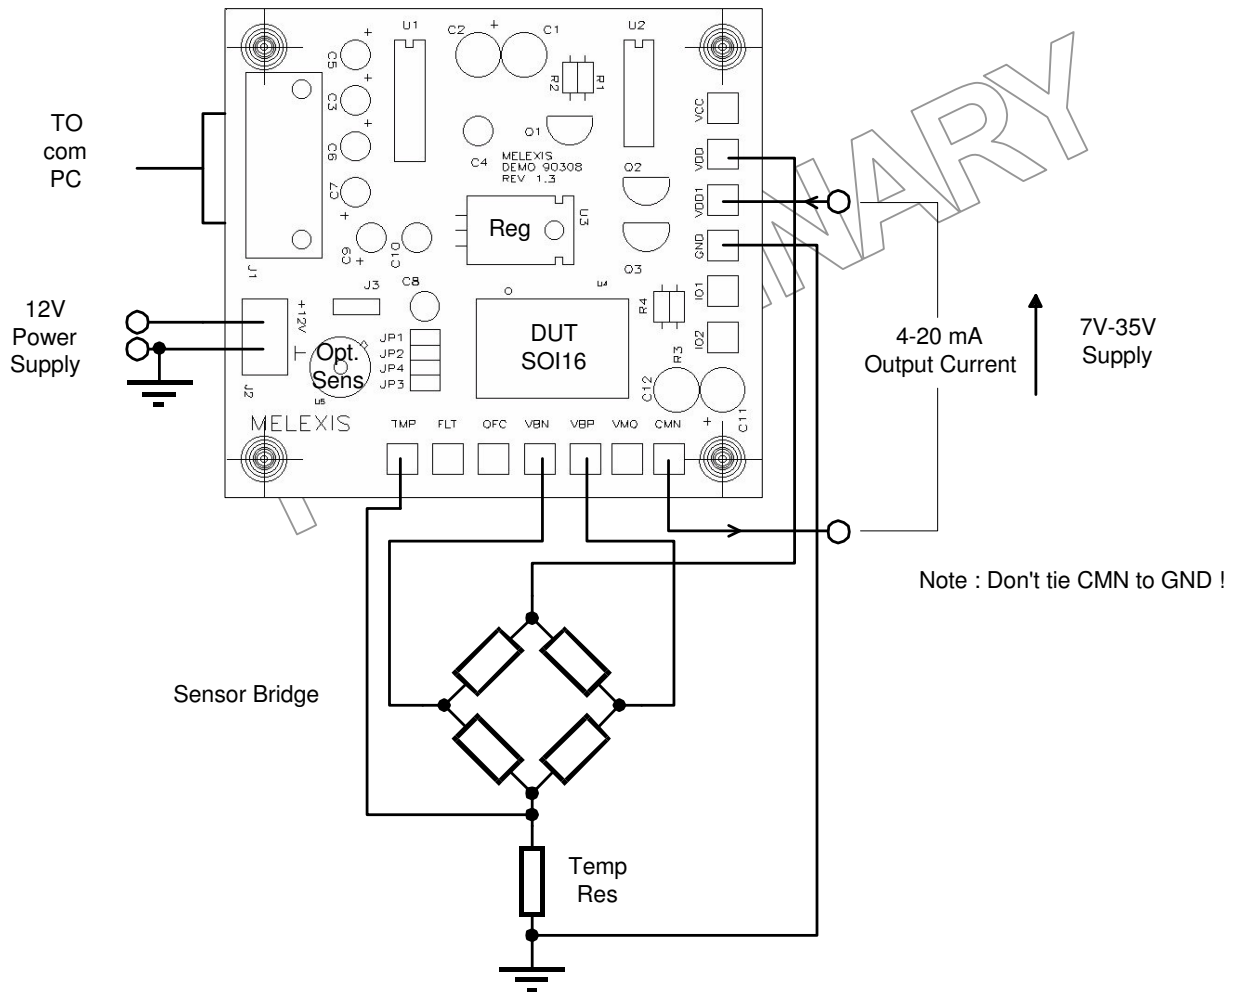 U1
C2
+
C1
U2
+
C5
R2
R1
TO
com
PC
+
C3
VCC
+
C6
C4
Q1
MELEXIS
DEMO 90308
REV 1.3
VDD
Q2
C7
+
VDD1
Reg
U3
GND
C9
+
C10
Q3
J1
J3
C8
U4
IO1
12V
Power
Supply
+12V
R4
4-20 mA
Output Current
7V-35V
Supply
JP1
JP2
JP4
JP3
Opt.
Sens
DUT
SOI16
IO2
R3
J2
U5
C12
C11
+
MELEXIS
TMP
FLT
OFC
VBN
VBP
VMO
CMN
Note : Don't tie CMN to GND !
Sensor Bridge
Temp
Res